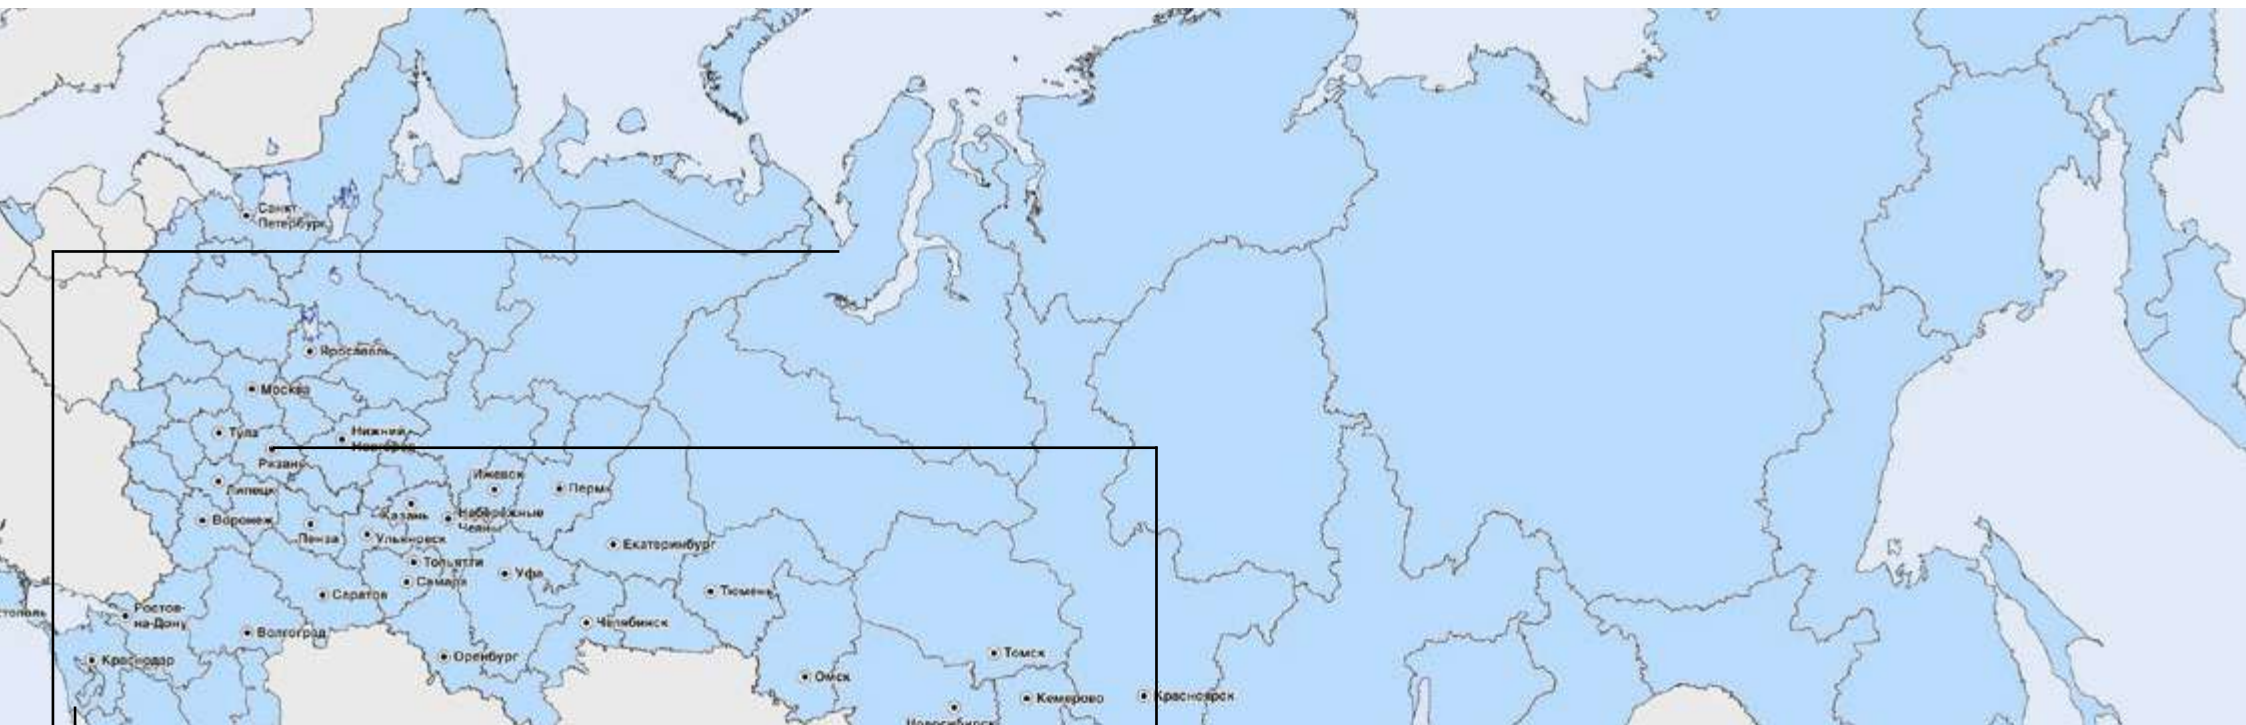 Санкт-
Петербург
Ярославль
Москва
Тула
Нижний
Новгород
Рязань
Липецк
Ижевск
Пермь
Воронеж
Казань
Набережные
Челны
Пенза
Ульяновск
Екатеринбург
Тольятти
Самара
Уфа
Саратов
Тюмень
стополь
Ростов-
на-Дону
Волгоград
Челябинск
Краснодар
Оренбург
Томск
Омск
Кемерово
Красноярск
Новосибирск